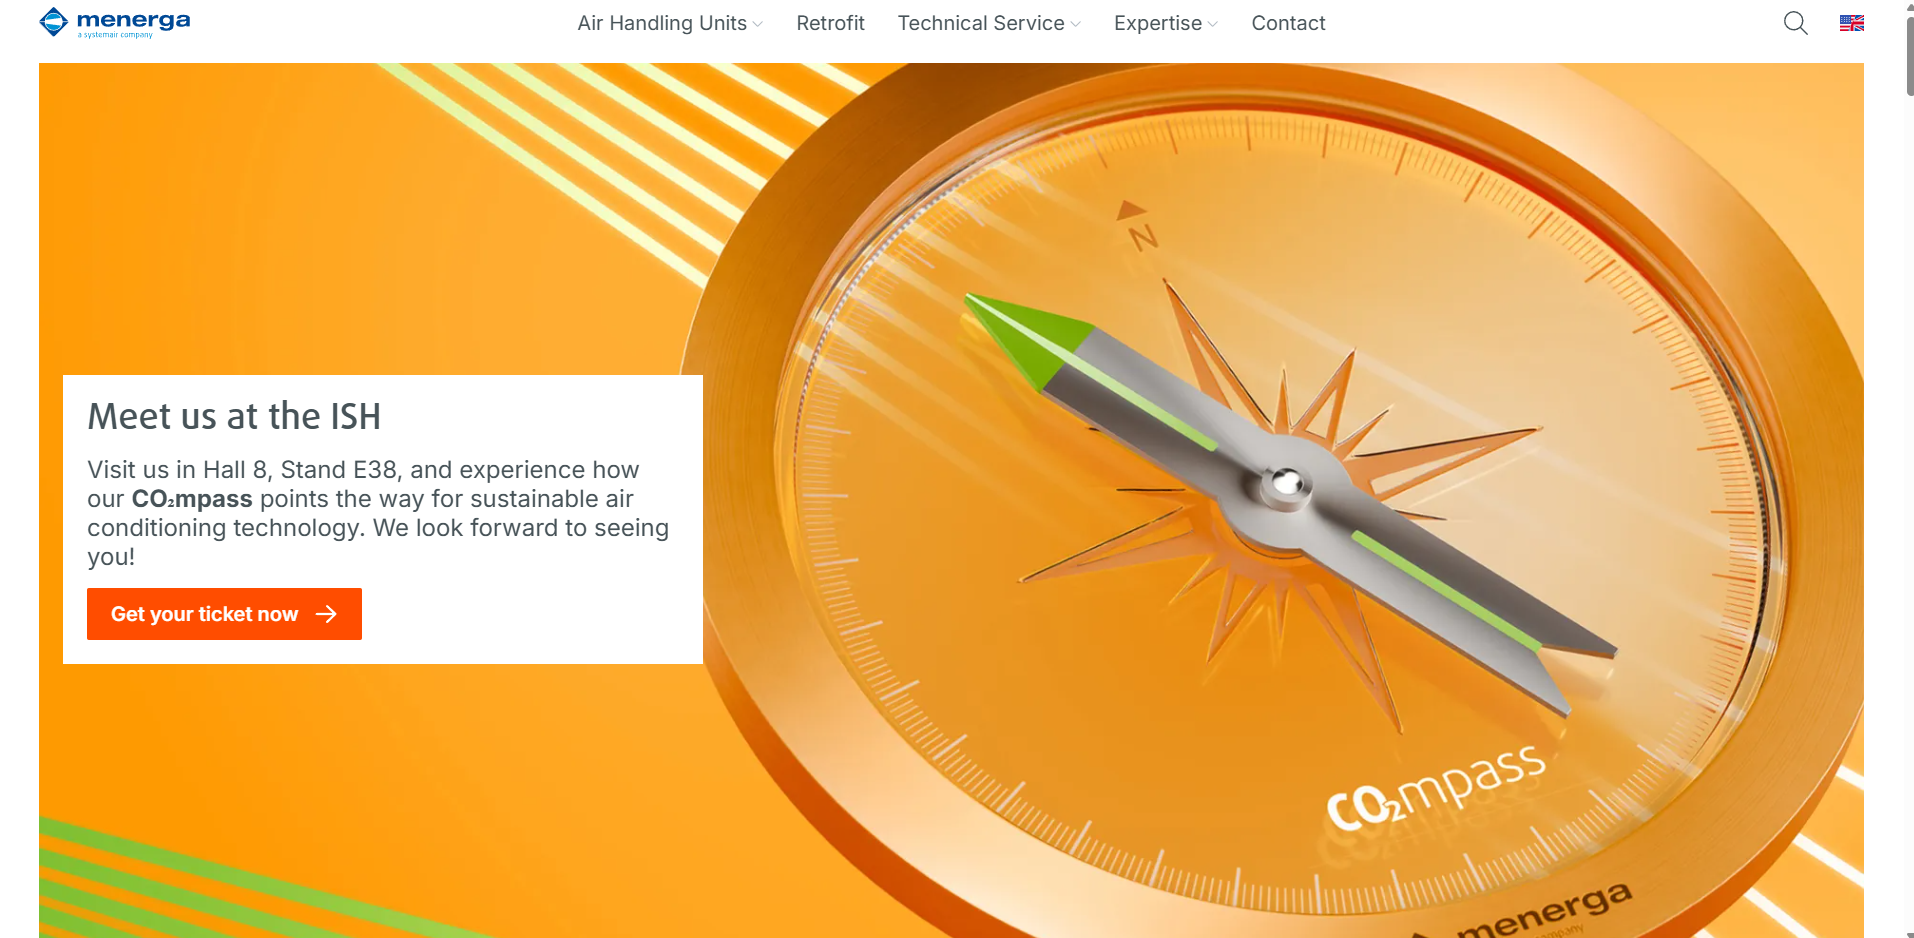 menerga
a systemair company
Air Handling Units
Retrofit
Technical Service
Expertise
Contact
Meet us at the ISH
Visit us in Hall 8, Stand E38, and experience how
our CO₂mpass points the way for sustainable air
conditioning technology. We look forward to seeing
you!
Get your ticket now
N
CO₂mpass
menerga